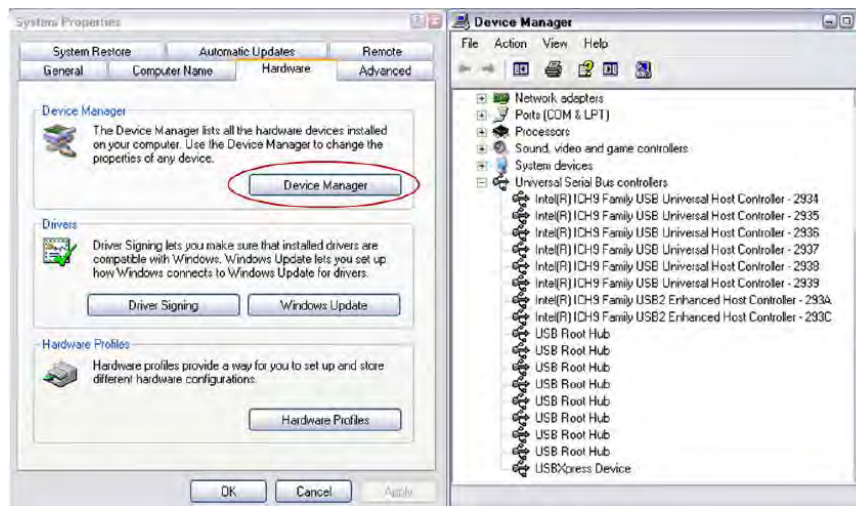 System Properties
System Restore Automatic Updates Remote
General Computer Name Hardware Advanced
Device Manager
The Device Manager lists all the hardware devices installed
on your computer. Use the Device Manager to change the
properties of any device.
Device Manager
Drivers
Driver Signing lets you make sure that installed drivers are
compatible with Windows. Windows Update lets you set up
how Windows connects to Windows Update for drivers.
Driver Signing Windows Update
Hardware Profiles
Hardware profiles provide a way for you to set up and store
different hardware configurations.
Hardware Profiles
OK Cancel Apply
Device Manager
File Action View Help
Network adapters
Ports (COM & LPT)
Processors
Sound, video and game controllers
System devices
Universal Serial Bus controllers
Intel(R) ICH9 Family USB Universal Host Controller - 2934
Intel(R) ICH9 Family USB Universal Host Controller - 2935
Intel(R) ICH9 Family USB Universal Host Controller - 2936
Intel(R) ICH9 Family USB Universal Host Controller - 2937
Intel(R) ICH9 Family USB Universal Host Controller - 2938
Intel(R) ICH9 Family USB Universal Host Controller - 2939
Intel(R) ICH9 Family USB2 Enhanced Host Controller - 293A
Intel(R) ICH9 Family USB2 Enhanced Host Controller - 293C
USB Root Hub
USB Root Hub
USB Root Hub
USB Root Hub
USB Root Hub
USB Root Hub
USB Root Hub
USB Root Hub
USBXpress Device